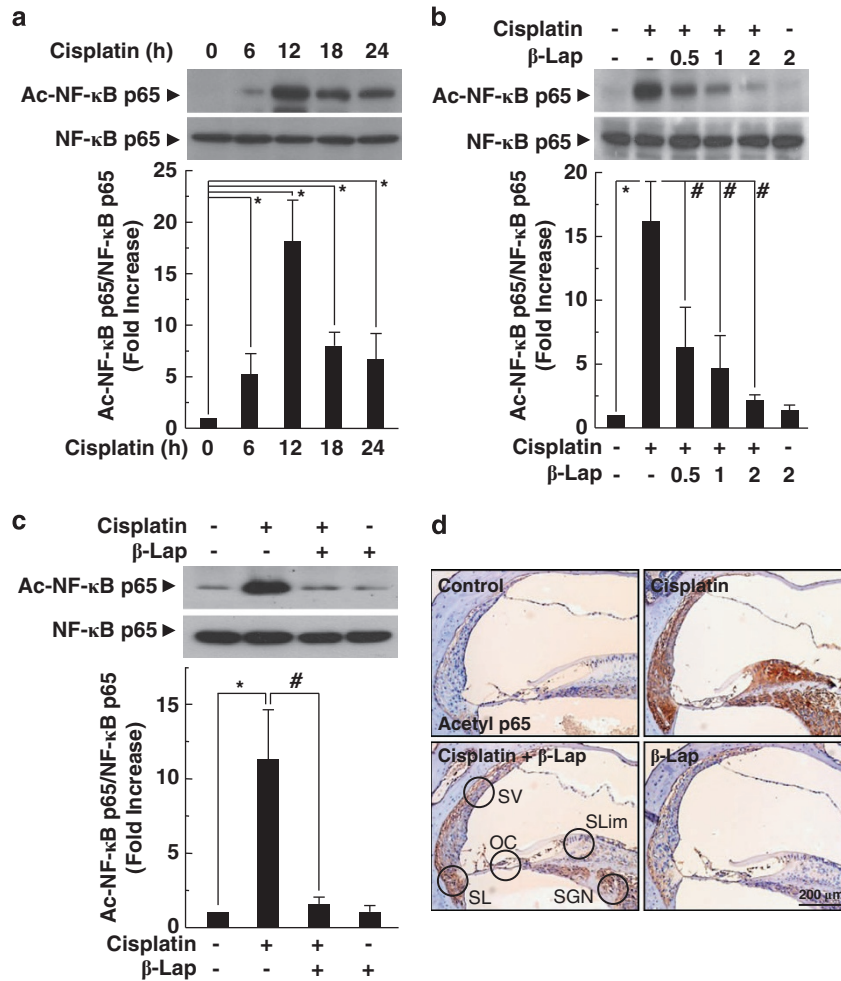 a
Cisplatin (h) 0 6 12 18 24
Ac-NF-κB p65
NF-κB p65
Ac-NF-κB p65/NF-κB p65
(Fold Increase)
25
20
15
10
5
0
* * * *
Cisplatin (h) 0 6 12 18 24
b
Cisplatin - + + + + -
β-Lap - - 0.5 1 2 2
Ac-NF-κB p65
NF-κB p65
Ac-NF-κB p65/NF-κB p65
(Fold Increase)
20
15
10
5
0
* # # #
Cisplatin - + + + + -
β-Lap - - 0.5 1 2 2
c
Cisplatin - + + -
β-Lap - - + +
Ac-NF-κB p65
NF-κB p65
Ac-NF-κB p65/NF-κB p65
(Fold Increase)
15
10
5
0
* #
Cisplatin - + + -
β-Lap - - + +
d
Control
Acetyl p65
Cisplatin
Cisplatin + β-Lap
SV
SLim
OC
SL
SGN
β-Lap
200 μm